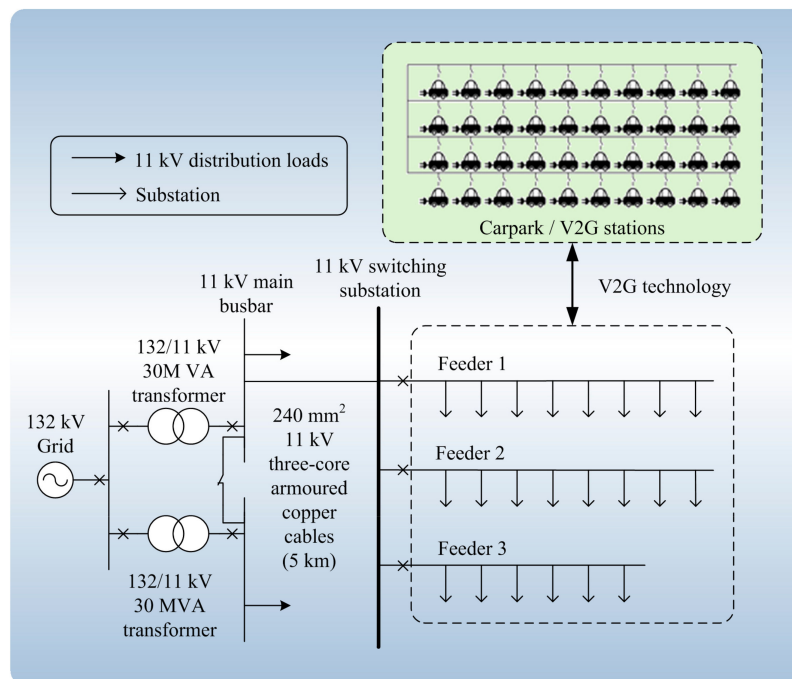 11 kV distribution loads
Substation
Carpark / V2G stations
V2G technology
11 kV main
busbar
11 kV switching
substation
132/11 kV
30M VA
transformer
132 kV
Grid
240 mm²
11 kV
three-core
armoured
copper
cables
(5 km)
132/11 kV
30 MVA
transformer
Feeder 1
Feeder 2
Feeder 3